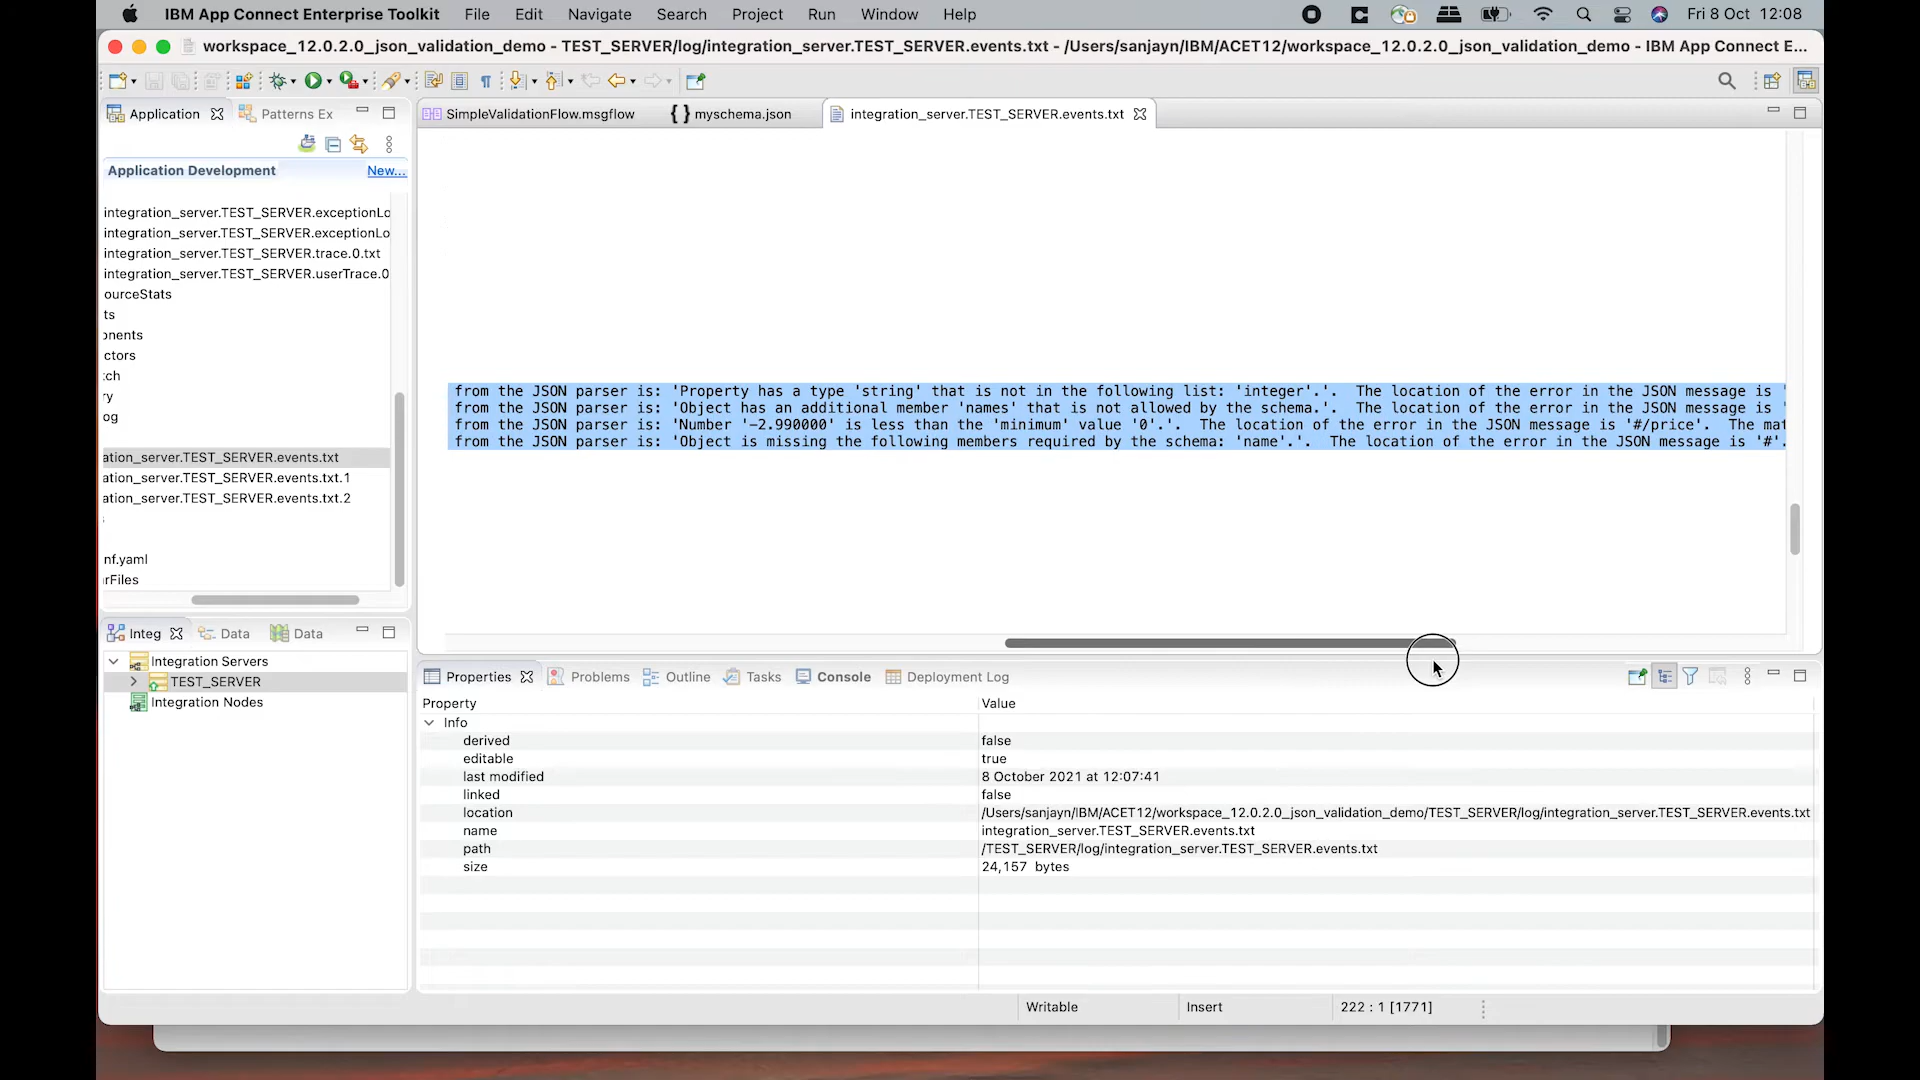 IBM App Connect Enterprise Toolkit File Edit Navigate Search Project Run Window Help Fri 8 Oct 12:08
workspace_12.0.2.0_json_validation_demo - TEST_SERVER/log/integration_server.TEST_SERVER.events.txt - /Users/sanjayn/IBM/ACET12/workspace_12.0.2.0_json_validation_demo - IBM App Connect E...
Application Patterns Ex
SimpleValidationFlow.msgflow { } myschema.json integration_server.TEST_SERVER.events.txt
Application Development New...
integration_server.TEST_SERVER.exceptionLo
integration_server.TEST_SERVER.exceptionLo
integration_server.TEST_SERVER.trace.0.txt
integration_server.TEST_SERVER.userTrace.0
ourceStats
ts
onents
ctors
ch
ry
og
ation_server.TEST_SERVER.events.txt
ation_server.TEST_SERVER.events.txt.1
ation_server.TEST_SERVER.events.txt.2
nf.yaml
rFiles
from the JSON parser is: 'Property has a type 'string' that is not in the following list: 'integer'.'. The location of the error in the JSON message is '
from the JSON parser is: 'Object has an additional member 'names' that is not allowed by the schema.'. The location of the error in the JSON message is '
from the JSON parser is: 'Number '-2.990000' is less than the 'minimum' value '0'.'. The location of the error in the JSON message is '#/price'. The mat
from the JSON parser is: 'Object is missing the following members required by the schema: 'name'.'. The location of the error in the JSON message is '#'.
Integ Data Data
Integration Servers
TEST_SERVER
Integration Nodes
Properties Problems Outline Tasks Console Deployment Log
Property Value
Info
derived false
editable true
last modified 8 October 2021 at 12:07:41
linked false
location /Users/sanjayn/IBM/ACET12/workspace_12.0.2.0_json_validation_demo/TEST_SERVER/log/integration_server.TEST_SERVER.events.txt
name integration_server.TEST_SERVER.events.txt
path /TEST_SERVER/log/integration_server.TEST_SERVER.events.txt
size 24,157 bytes
Writable Insert 222 : 1 [1771]